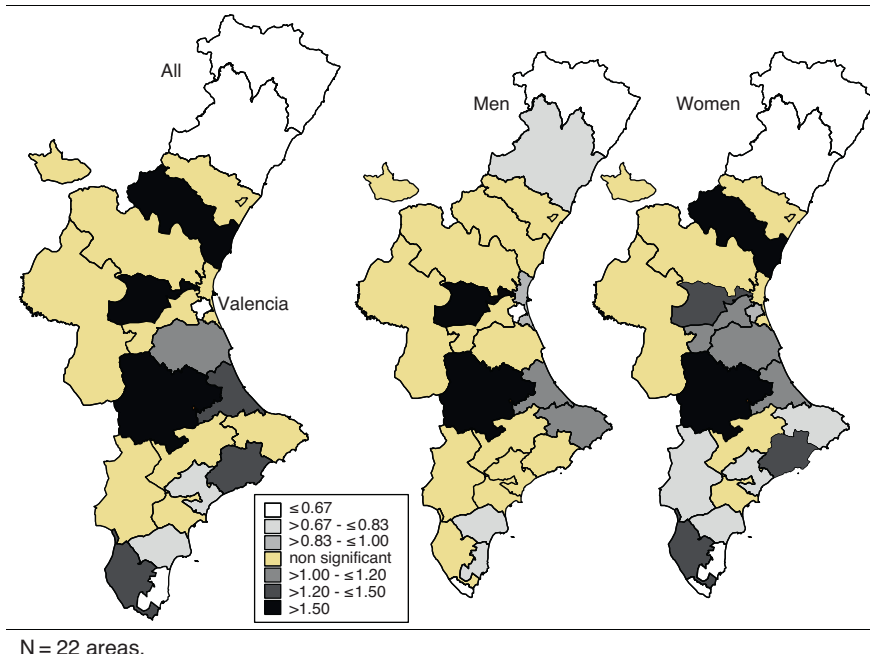 All
Men
Women
Valencia
≤0.67
>0.67 - ≤0.83
>0.83 - ≤1.00
non significant
>1.00 - ≤1.20
>1.20 - ≤1.50
>1.50
N = 22 areas.